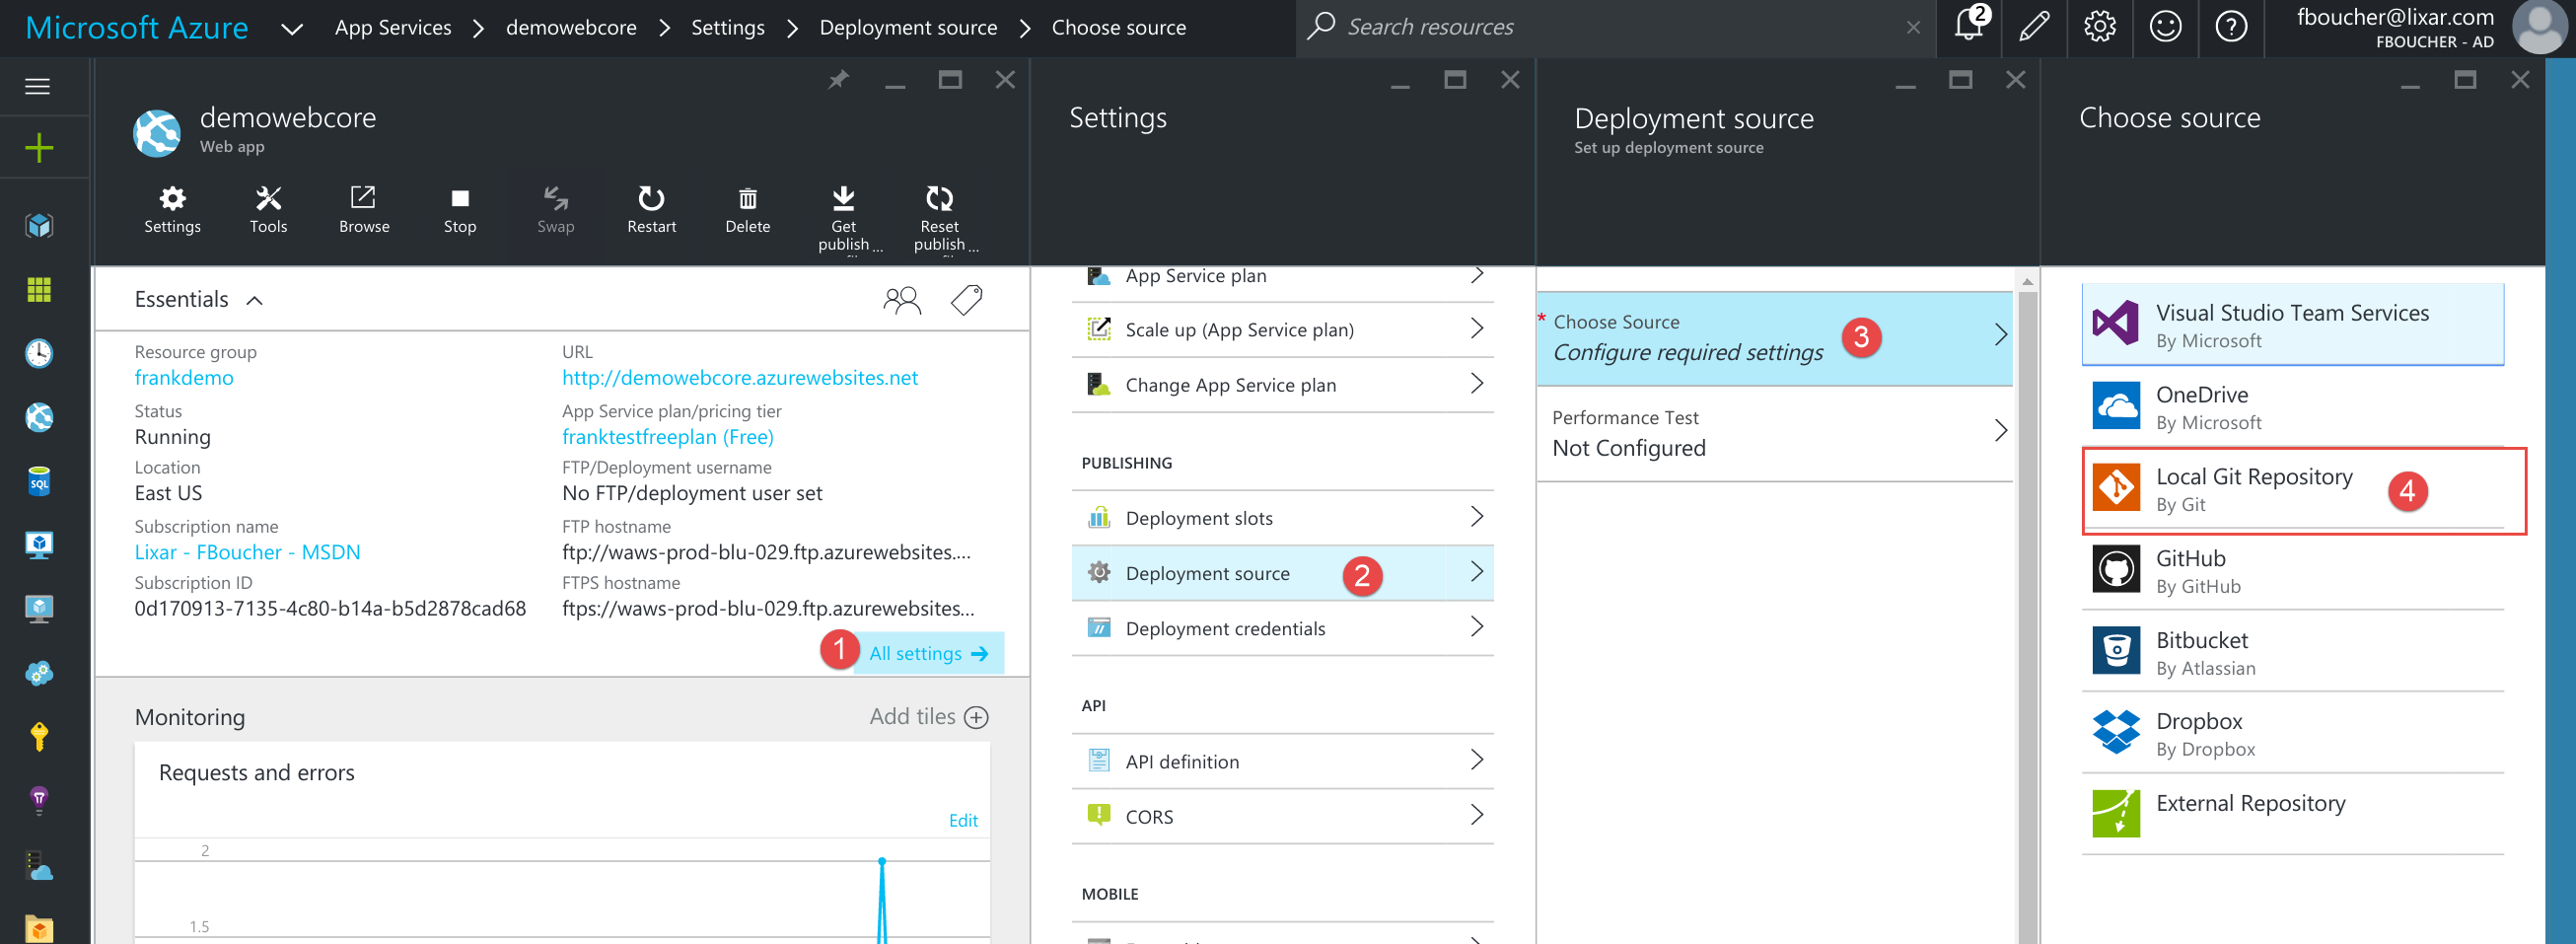 Microsoft Azure
App Services
demowebcore
Settings
Deployment source
Choose source
Search resources
2
fboucher@lixar.com
FBOUCHER - AD
demowebcore
Web app
Settings
Tools
Browse
Stop
Swap
Restart
Delete
Get
publish ...
Reset
publish ...
Essentials
Resource group
frankdemo
URL
http://demowebcore.azurewebsites.net
Status
Running
App Service plan/pricing tier
franktestfreeplan (Free)
Location
East US
FTP/Deployment username
No FTP/deployment user set
Subscription name
Lixar - FBoucher - MSDN
FTP hostname
ftp://waws-prod-blu-029.ftp.azurewebsites....
Subscription ID
0d170913-7135-4c80-b14a-b5d2878cad68
FTPS hostname
ftps://waws-prod-blu-029.ftp.azurewebsites...
1
All settings
Monitoring
Add tiles
Requests and errors
Edit
2
1.5
Settings
App Service plan
Scale up (App Service plan)
Change App Service plan
PUBLISHING
Deployment slots
Deployment source
2
Deployment credentials
API
API definition
CORS
MOBILE
Deployment source
Set up deployment source
* Choose Source
Configure required settings
3
Performance Test
Not Configured
Choose source
Visual Studio Team Services
By Microsoft
OneDrive
By Microsoft
Local Git Repository
By Git
4
GitHub
By GitHub
Bitbucket
By Atlassian
Dropbox
By Dropbox
External Repository
SQL